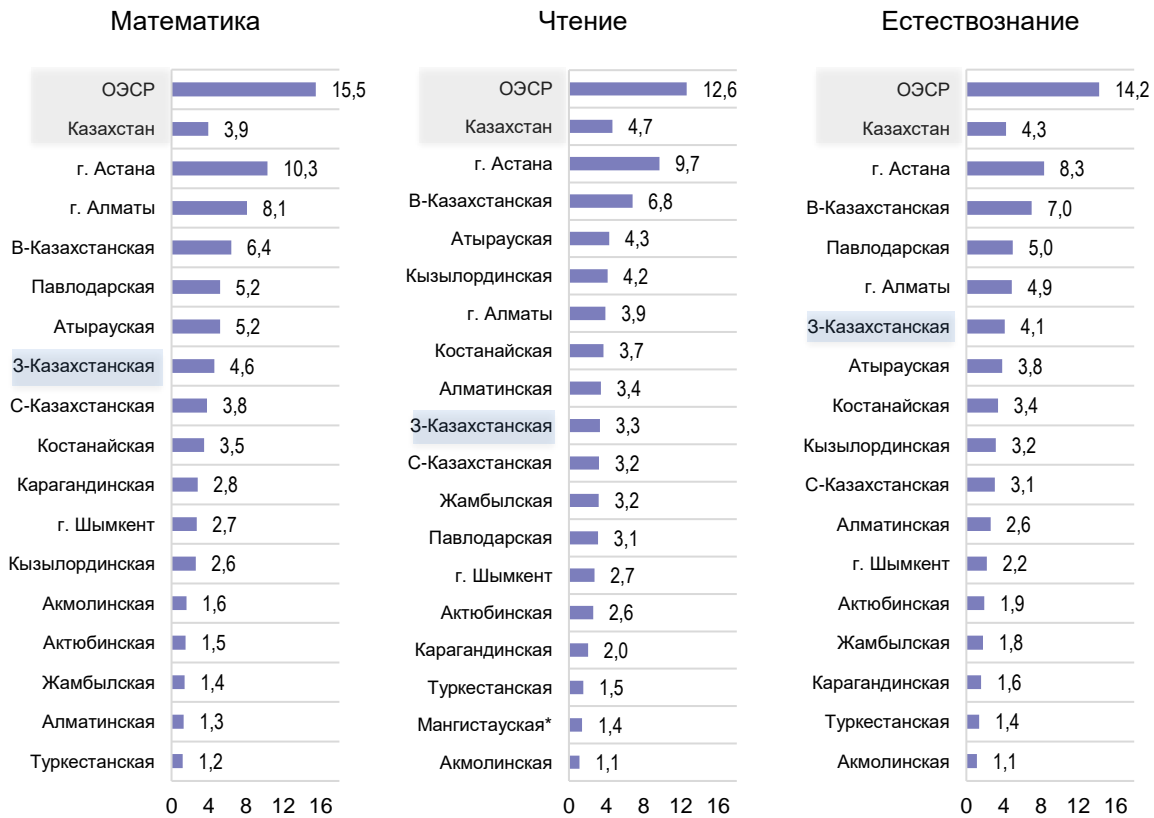 Математика
ОЭСР 15,5
Казахстан 3,9
г. Астана 10,3
г. Алматы 8,1
В-Казахстанская 6,4
Павлодарская 5,2
Атырауская 5,2
З-Казахстанская 4,6
С-Казахстанская 3,8
Костанайская 3,5
Карагандинская 2,8
г. Шымкент 2,7
Кызылординская 2,6
Акмолинская 1,6
Актюбинская 1,5
Жамбылская 1,4
Алматинская 1,3
Туркестанская 1,2
0 4 8 12 16
Чтение
ОЭСР 12,6
Казахстан 4,7
г. Астана 9,7
В-Казахстанская 6,8
Атырауская 4,3
Кызылординская 4,2
г. Алматы 3,9
Костанайская 3,7
Алматинская 3,4
З-Казахстанская 3,3
С-Казахстанская 3,2
Жамбылская 3,2
Павлодарская 3,1
г. Шымкент 2,7
Актюбинская 2,6
Карагандинская 2,0
Туркестанская 1,5
Мангистауская* 1,4
Акмолинская 1,1
0 4 8 12 16
Естествознание
ОЭСР 14,2
Казахстан 4,3
г. Астана 8,3
В-Казахстанская 7,0
Павлодарская 5,0
г. Алматы 4,9
З-Казахстанская 4,1
Атырауская 3,8
Костанайская 3,4
Кызылординская 3,2
С-Казахстанская 3,1
Алматинская 2,6
г. Шымкент 2,2
Актюбинская 1,9
Жамбылская 1,8
Карагандинская 1,6
Туркестанская 1,4
Акмолинская 1,1
0 4 8 12 16